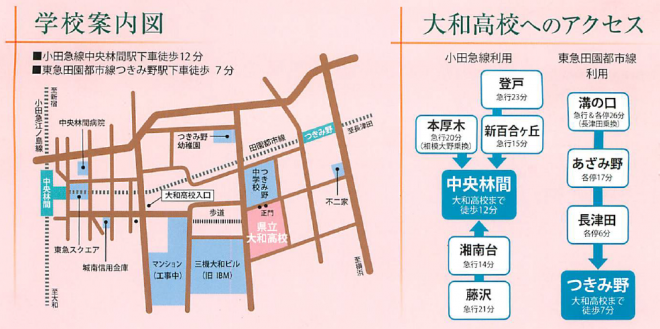 学校案内図
■小田急線中央林間駅下車徒歩12分
■東急田園都市線つきみ野駅下車徒歩 7分
至新宿
小田急江ノ島線
中央林間病院
つきみ野
幼稚園
田園都市線
つきみ野
至長津田
中央林間
大和高校入口
つきみ野
中学校
不二家
歩道
正門
県立
大和高校
東急スクエア
城南信用金庫
マンション
(工事中)
三機大和ビル
(旧 IBM)
至大和
至横浜
大和高校へのアクセス
小田急線利用
登戸
急行23分
本厚木
急行20分
(相模大野乗換)
新百合ヶ丘
急行15分
中央林間
大和高校まで
徒歩12分
湘南台
急行14分
藤沢
急行21分
東急田園都市線
利用
溝の口
急行&各停26分
(長津田乗換)
あざみ野
各停17分
長津田
各停6分
つきみ野
大和高校まで
徒歩7分